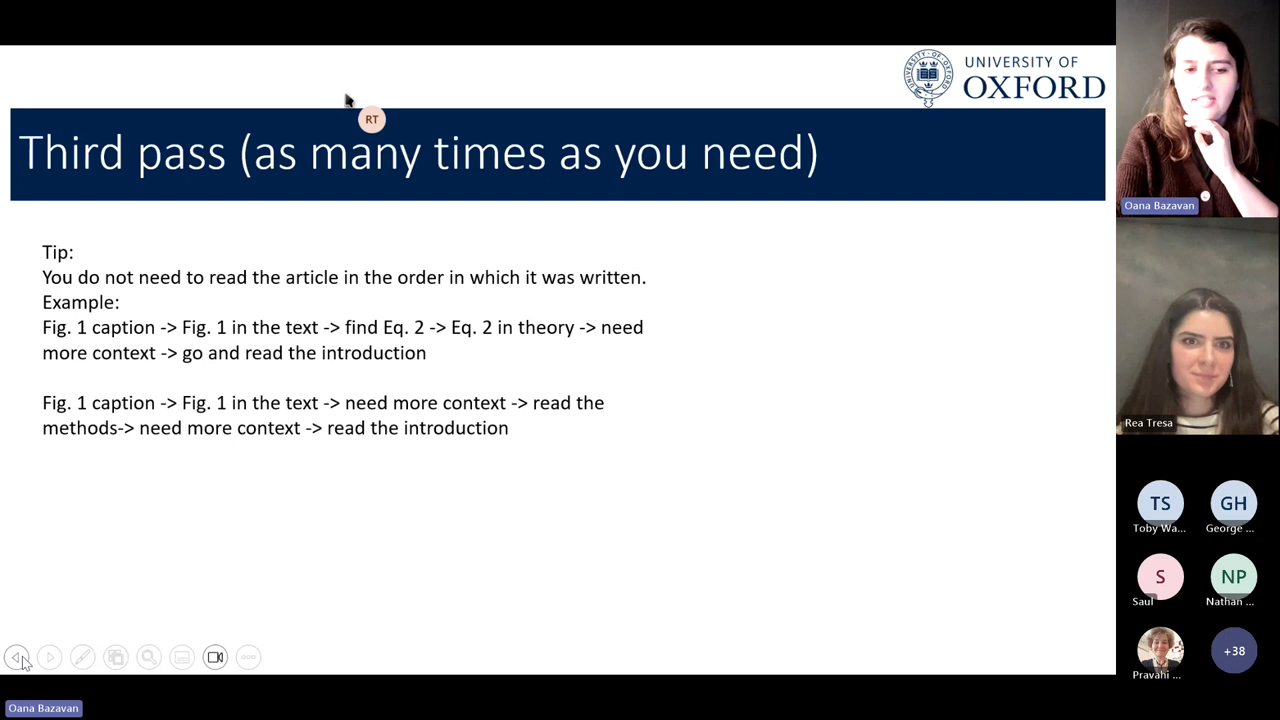 UNIVERSITY OF
OXFORD
RT
Third pass (as many times as you need)
Tip:
You do not need to read the article in the order in which it was written.
Example:
Fig. 1 caption -> Fig. 1 in the text -> find Eq. 2 -> Eq. 2 in theory -> need
more context -> go and read the introduction
Fig. 1 caption -> Fig. 1 in the text -> need more context -> read the
methods-> need more context -> read the introduction
Oana Bazavan
Oana Bazavan
Rea Tresa
TS
GH
Toby Wa...
George ...
S
NP
Saul
Nathan ...
Pravahi ...
+38